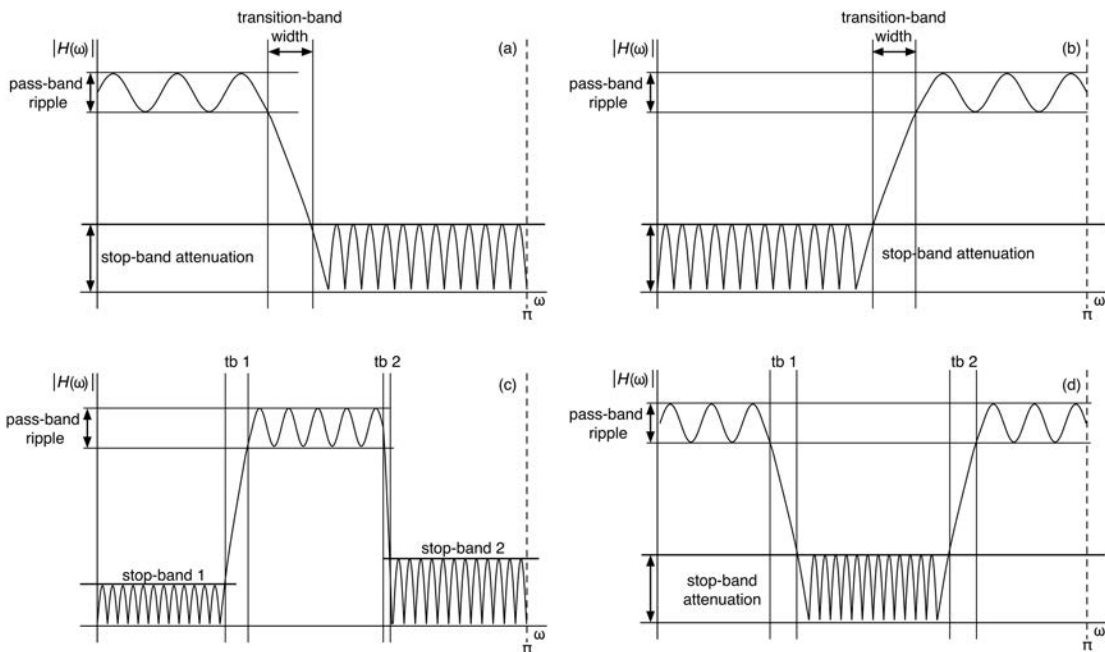 transition-band
width
(a)
|H(ω)|
pass-band
ripple
stop-band attenuation
ω
π
transition-band
width
(b)
|H(ω)|
pass-band
ripple
stop-band attenuation
ω
π
tb 1
tb 2
(c)
|H(ω)|
pass-band
ripple
stop-band 1
stop-band 2
ω
π
tb 1
tb 2
(d)
|H(ω)|
pass-band
ripple
stop-band
attenuation
ω
π